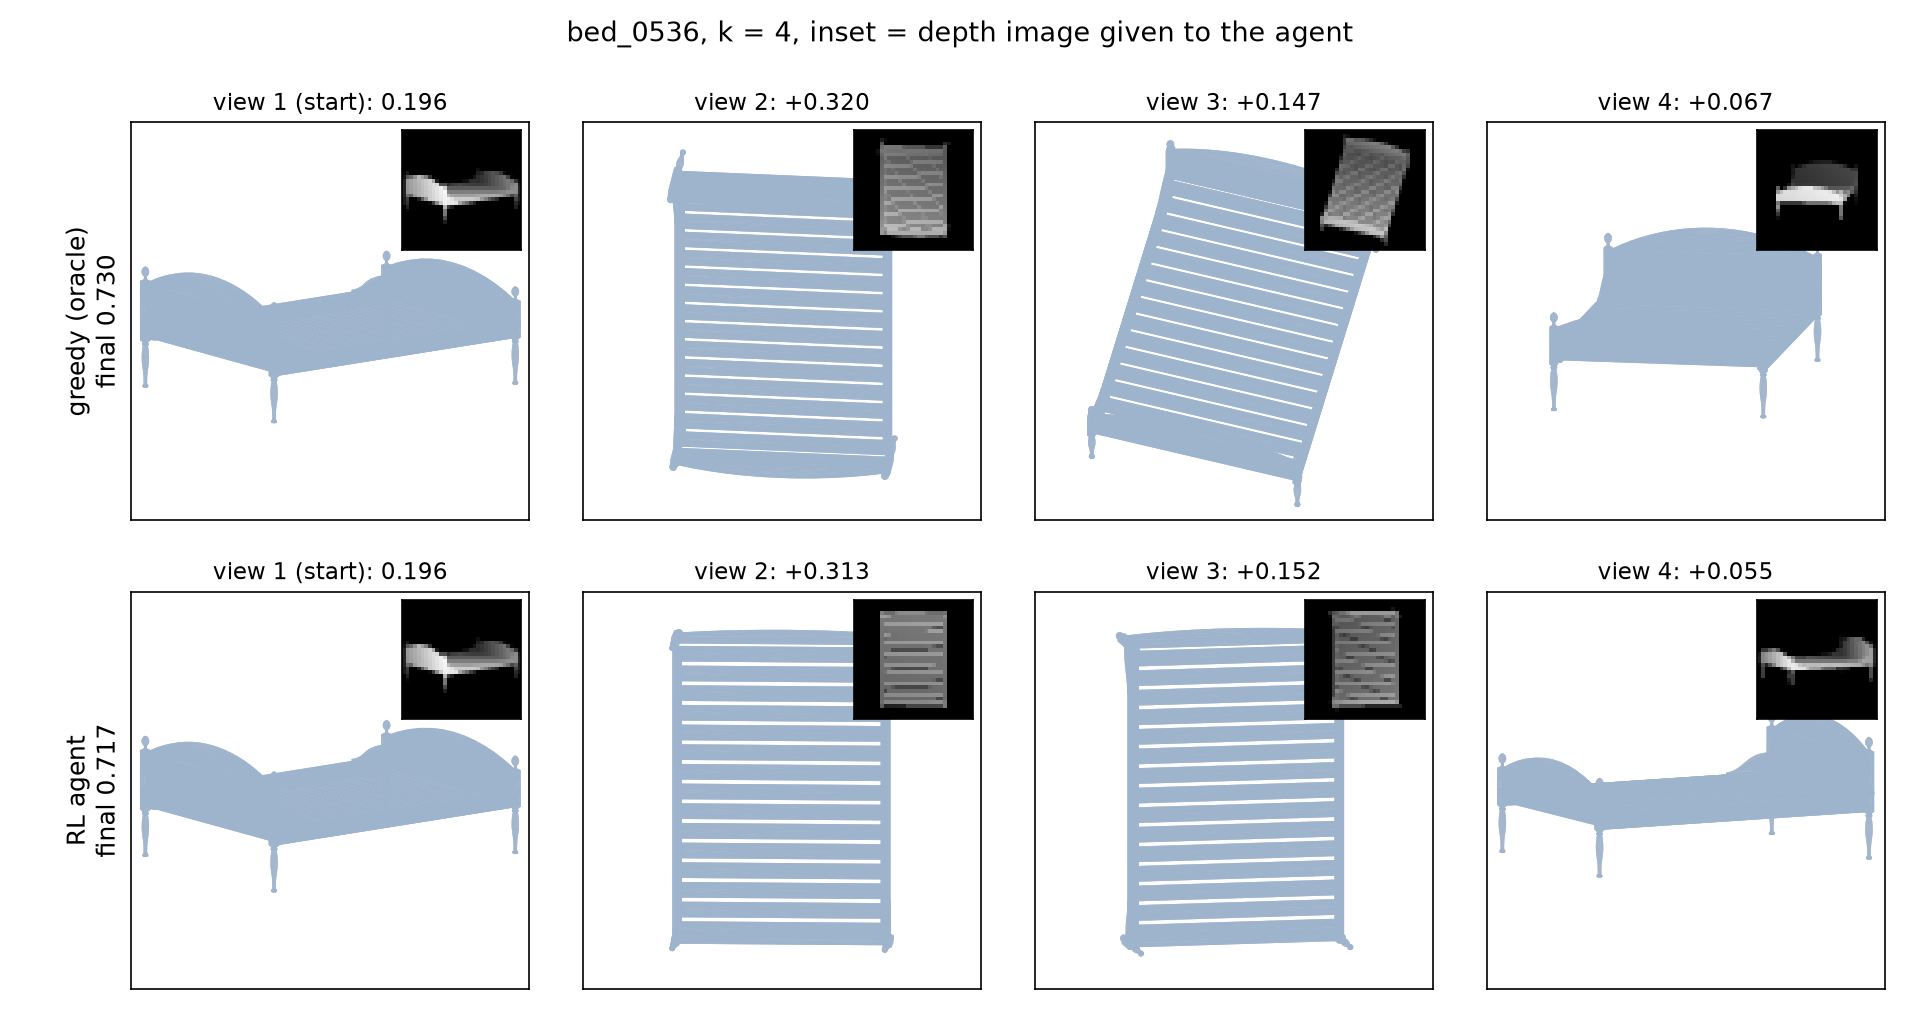 bed_0536, k = 4, inset = depth image given to the agent
greedy (oracle)
final 0.730
view 1 (start): 0.196
view 2: +0.320
view 3: +0.147
view 4: +0.067
RL agent
final 0.717
view 1 (start): 0.196
view 2: +0.313
view 3: +0.152
view 4: +0.055